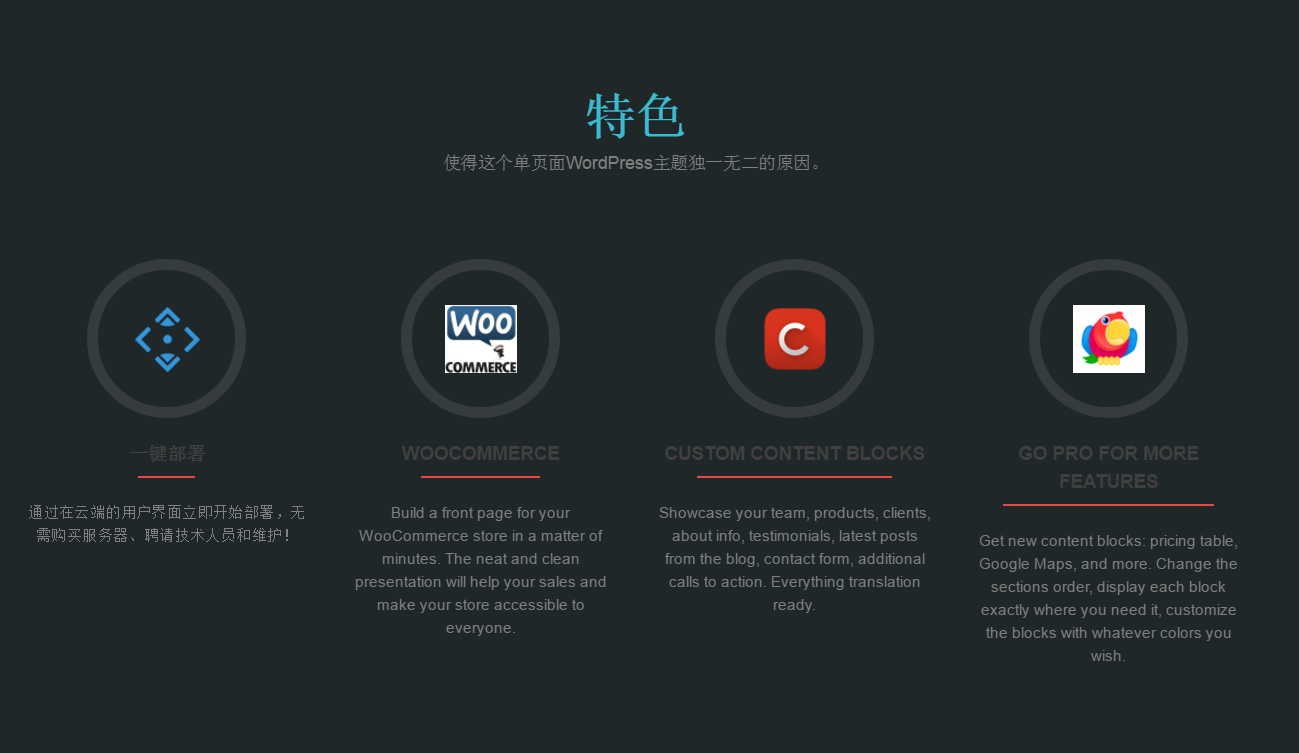 特色
使得这个单页面WordPress主题独一无二的原因。
WOO
COMMERCE
C
一键部署
通过在云端的用户界面立即开始部署，无
需购买服务器、聘请技术人员和维护！
WOOCOMMERCE
Build a front page for your
WooCommerce store in a matter of
minutes. The neat and clean
presentation will help your sales and
make your store accessible to
everyone.
CUSTOM CONTENT BLOCKS
Showcase your team, products, clients,
about info, testimonials, latest posts
from the blog, contact form, additional
calls to action. Everything translation
ready.
GO PRO FOR MORE
FEATURES
Get new content blocks: pricing table,
Google Maps, and more. Change the
sections order, display each block
exactly where you need it, customize
the blocks with whatever colors you
wish.